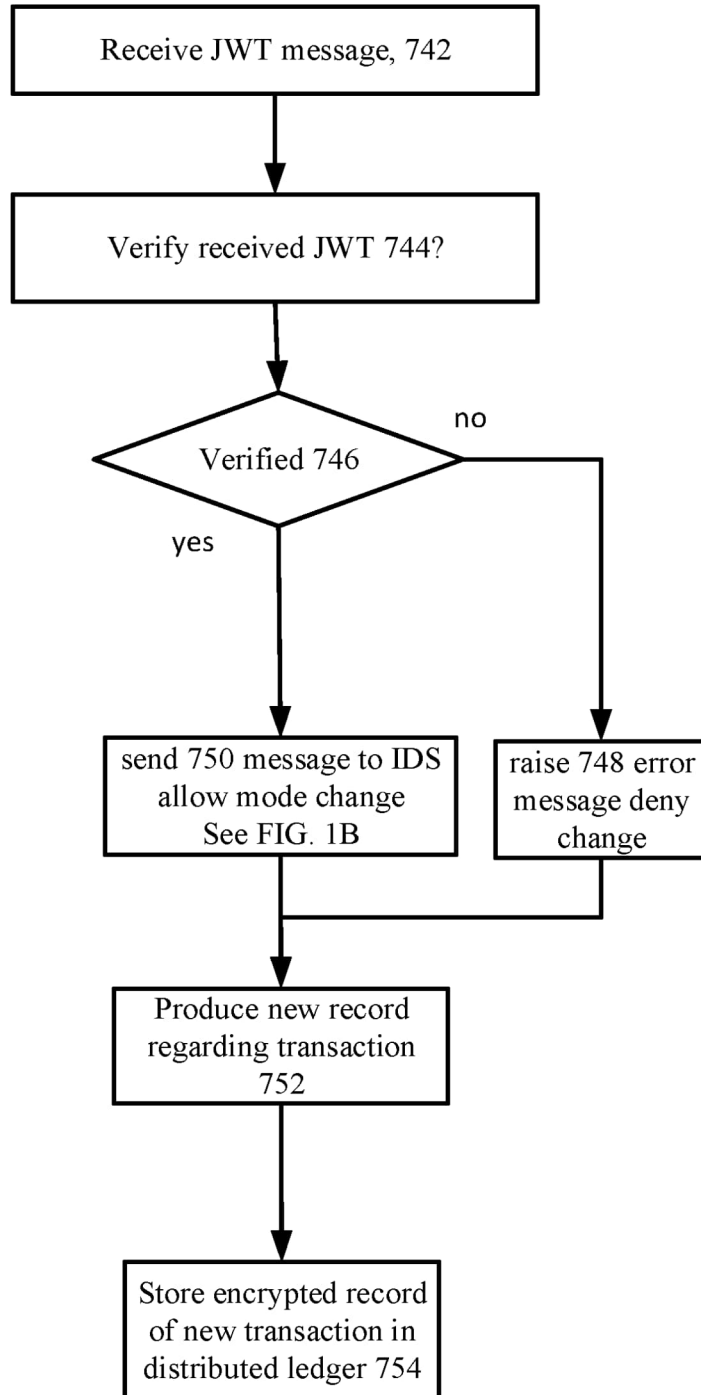 Receive JWT message, 742
Verify received JWT 744?
Verified 746
no
yes
send 750 message to IDS
allow mode change
See FIG. 1B
raise 748 error
message deny
change
Produce new record
regarding transaction
752
Store encrypted record
of new transaction in
distributed ledger 754